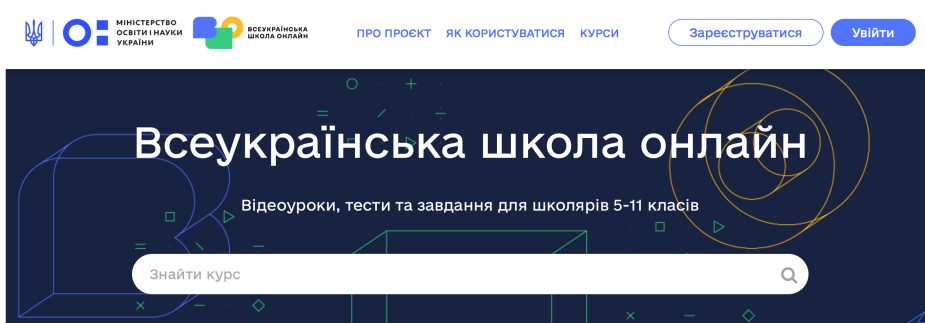 МІНІСТЕРСТВО
ОСВІТИ І НАУКИ
УКРАЇНИ
ВСЕУКРАЇНСЬКА
ШКОЛА ОНЛАЙН
ПРО ПРОЄКТ ЯК КОРИСТУВАТИСЯ КУРСИ
Зареєструватися Увійти
Всеукраїнська школа онлайн
Відеоуроки, тести та завдання для школярів 5-11 класів
Знайти курс